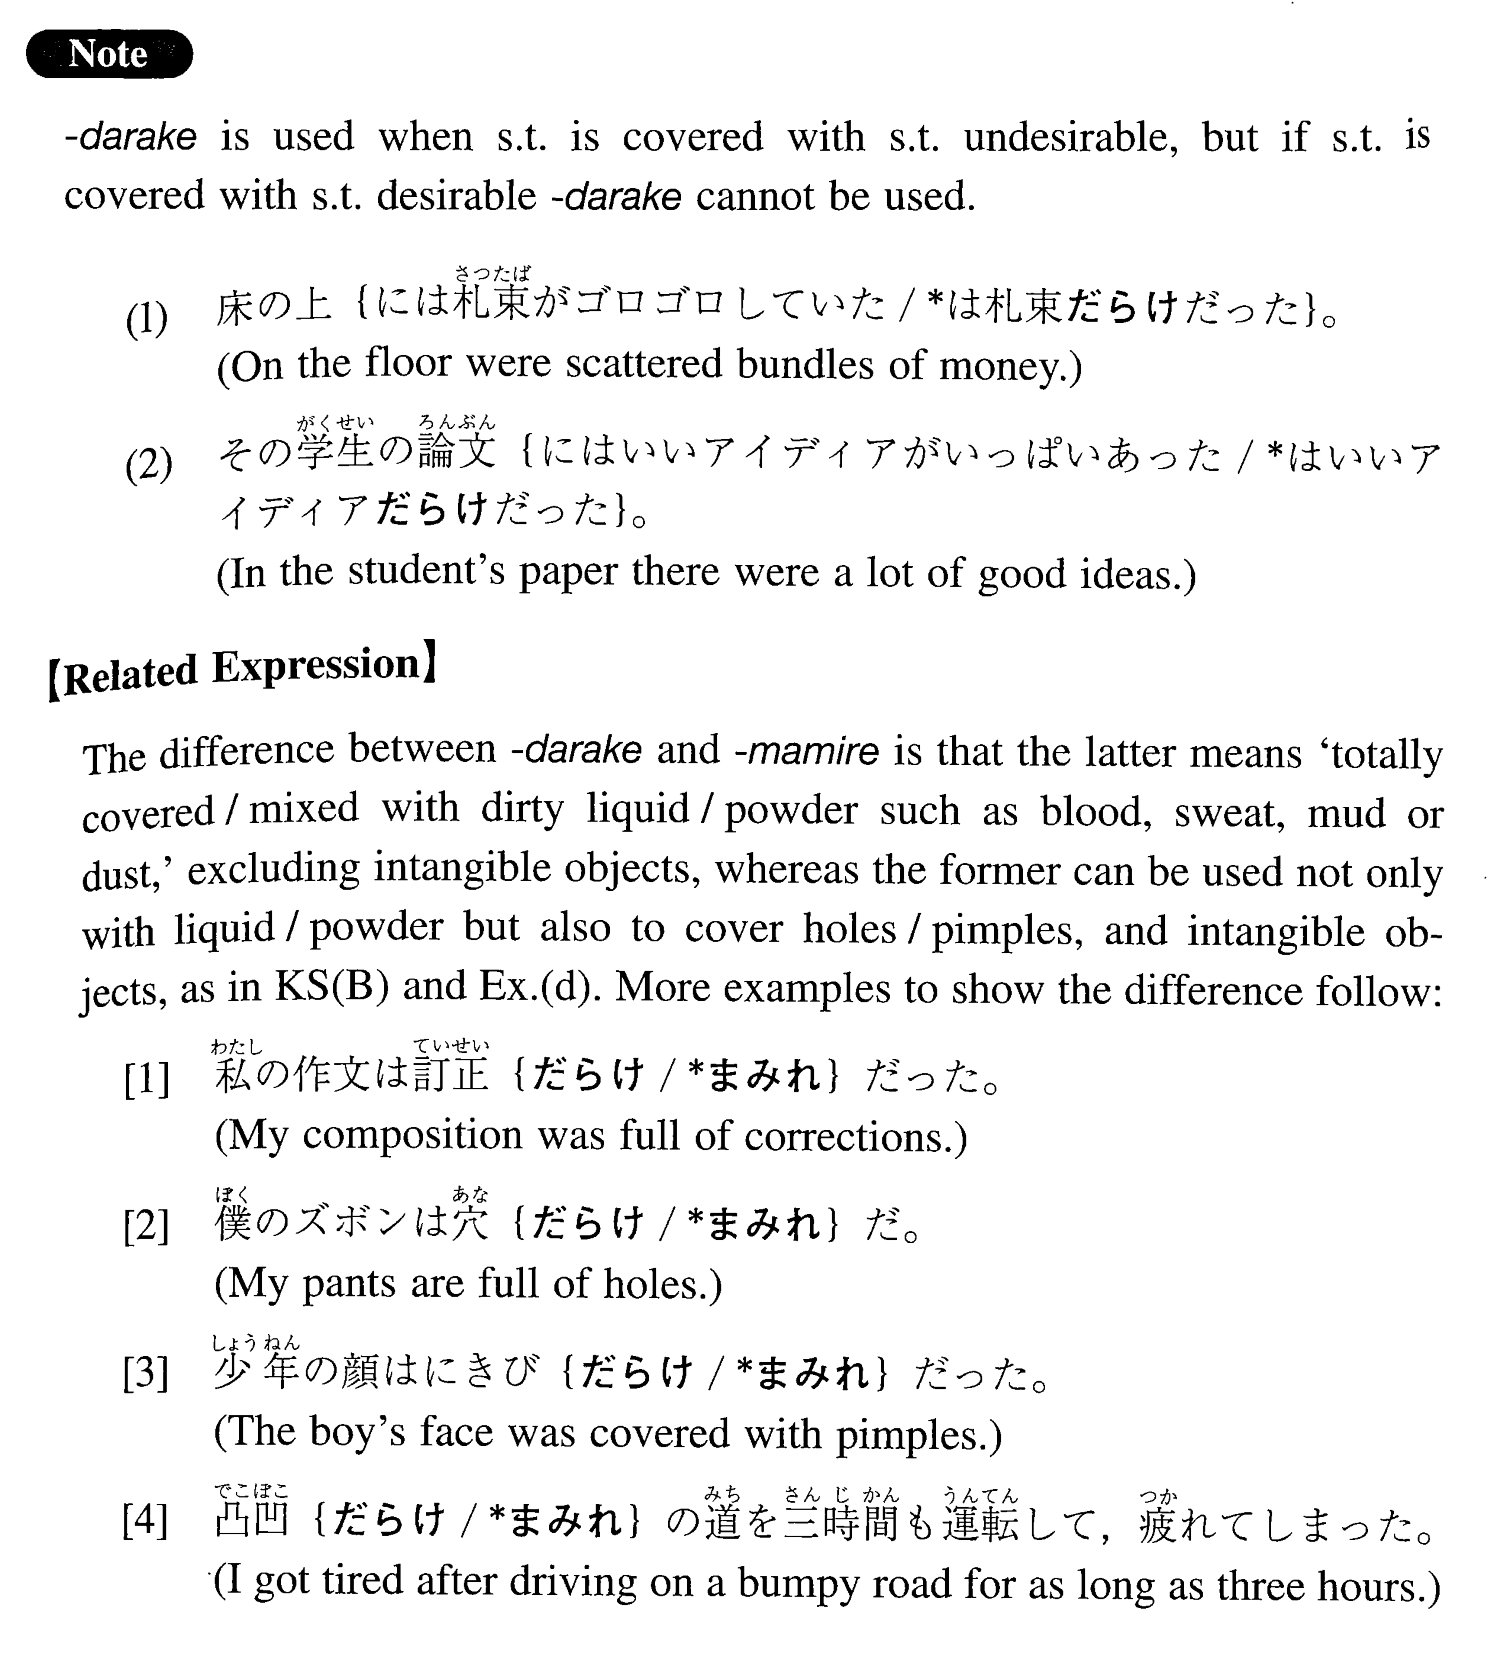 Note
-darake is used when s.t. is covered with s.t. undesirable, but if s.t. is
covered with s.t. desirable -darake cannot be used.
さつたば
(1) 床の上{には札束がゴロゴロしていた/*は札束だらけだった}。
(On the floor were scattered bundles of money.)
がくせい ろんぶん
(2) その学生の論文{にはいいアイディアがいっぱいあった/*はいいア
イディアだらけだった}。
(In the student's paper there were a lot of good ideas.)
【Related Expression】
The difference between -darake and -mamire is that the latter means ‘totally
covered / mixed with dirty liquid / powder such as blood, sweat, mud or
dust,’ excluding intangible objects, whereas the former can be used not only
with liquid / powder but also to cover holes / pimples, and intangible ob-
jects, as in KS(B) and Ex.(d). More examples to show the difference follow:
わたし ていせい
[1] 私の作文は訂正{だらけ/*まみれ}だった。
(My composition was full of corrections.)
ぼく あな
[2] 僕のズボンは穴{だらけ/*まみれ}だ。
(My pants are full of holes.)
しょうねん
[3] 少年の顔はにきび{だらけ/*まみれ}だった。
(The boy's face was covered with pimples.)
でこぼこ みち さんじかん うんてん つか
[4] 凸凹{だらけ/*まみれ}の道を三時間も運転して，疲れてしまった。
(I got tired after driving on a bumpy road for as long as three hours.)